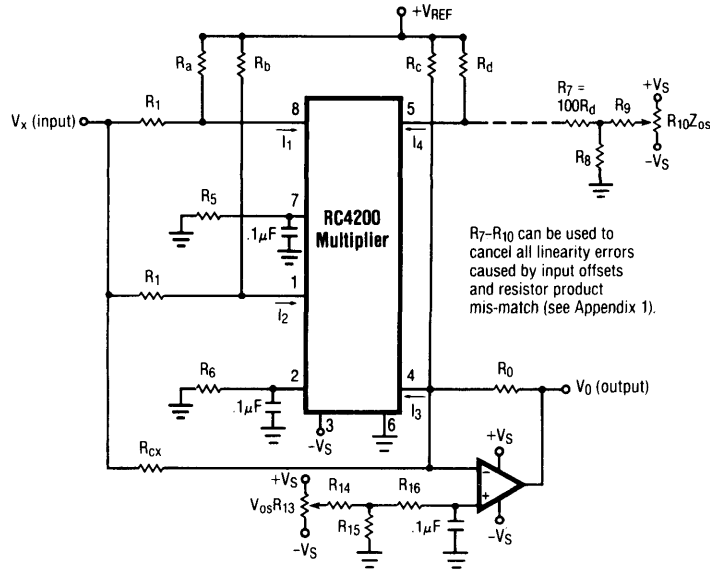 +VREF
Ra
Rb
Rc
Rd
Vx (input)
R1
8
I1
5
I4
R7 =
100Rd
R9
+VS
R10Zos
-VS
R8
R5
7
.1μF
RC4200
Multiplier
R7–R10 can be used to
cancel all linearity errors
caused by input offsets
and resistor product
mis-match (see Appendix 1).
R1
1
I2
R6
2
.1μF
3
-VS
6
4
I3
R0
V0 (output)
Rcx
+VS
VosR13
-VS
R14
R15
R16
.1μF
+VS
−
+
-VS